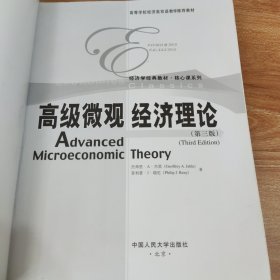 高等学校经济类双语教学推荐教材
经济学经典教材·核心课系列
CLASSICS
高级微观经济理论
(第三版)
Advanced (Third Edition)
Microeconomic Theory
杰弗里·A·杰里 (Geoffrey A. Jehle)
菲利普·J·瑞尼 (Philip J. Reny) 著
中国人民大学出版社
·北京·